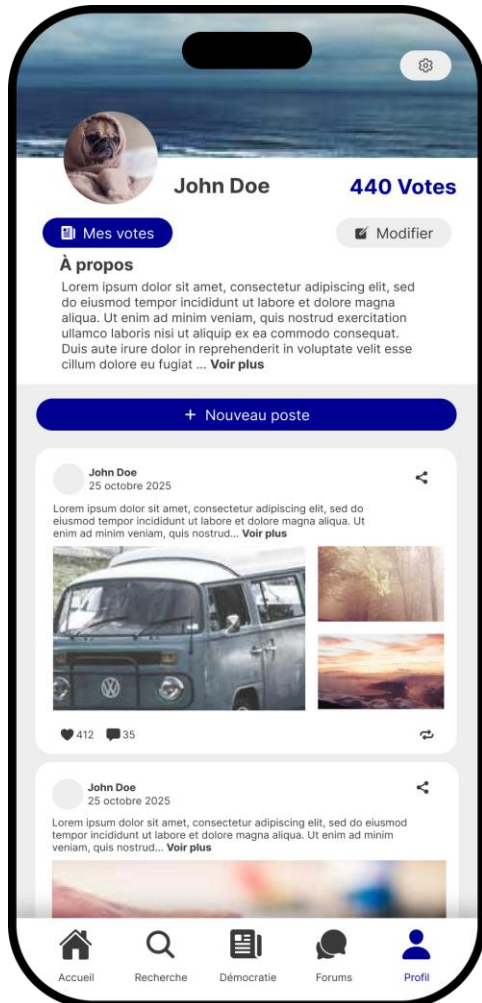 John Doe
440 Votes
Mes votes
Modifier
À propos
Lorem ipsum dolor sit amet, consectetur adipiscing elit, sed
do eiusmod tempor incididunt ut labore et dolore magna
aliqua. Ut enim ad minim veniam, quis nostrud exercitation
ullamco laboris nisi ut aliquip ex ea commodo consequat.
Duis aute irure dolor in reprehenderit in voluptate velit esse
cillum dolore eu fugiat ... Voir plus
+ Nouveau poste
John Doe
25 octobre 2025
Lorem ipsum dolor sit amet, consectetur adipiscing elit, sed do
eiusmod tempor incididunt ut labore et dolore magna aliqua. Ut
enim ad minim veniam, quis nostrud... Voir plus
412
35
John Doe
25 octobre 2025
Lorem ipsum dolor sit amet, consectetur adipiscing elit, sed do eiusmod
tempor incididunt ut labore et dolore magna aliqua. Ut enim ad minim
veniam, quis nostrud... Voir plus
Accueil
Recherche
Démocratie
Forums
Profil